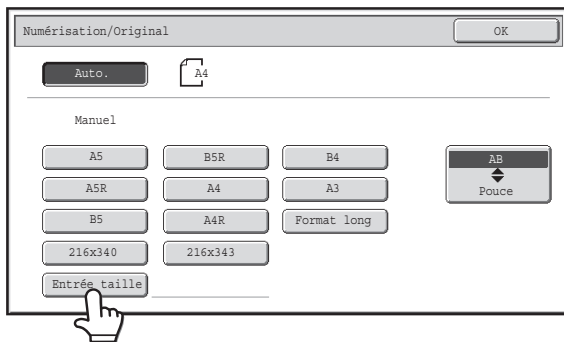 Numérisation/Original OK
Auto. A4
Manuel
A5 B5R B4 AB
A5R A4 A3 Pouce
B5 A4R Format long
216x340 216x343
Entrée taille